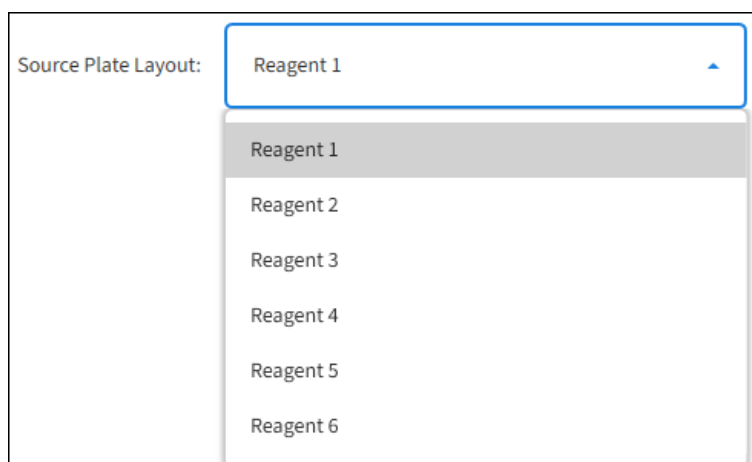 Source Plate Layout: Reagent 1
Reagent 1
Reagent 2
Reagent 3
Reagent 4
Reagent 5
Reagent 6